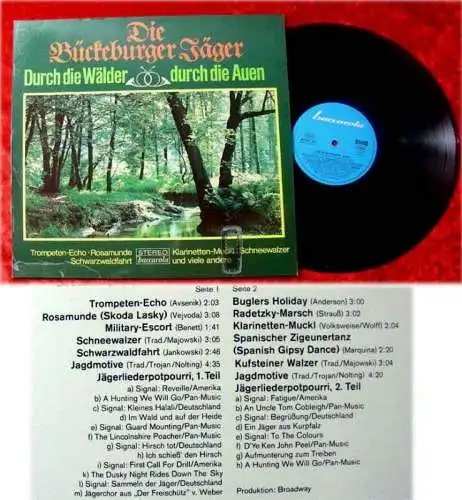 Die
Bückeburger Jäger
Durch die Wälder durch die Auen
Trompeten-Echo · Rosamunde
Schwarzwaldfahrt
STEREO
baccarola
Klarinetten-Muckl · Schneewalzer
und viele andere
baccarola
Seite 1
Trompeten-Echo (Avsenik) 2:03
Rosamunde (Skoda Lasky) (Vejvoda) 3:08
Military-Escort (Benett) 1:41
Schneewalzer (Trad./Majowski) 3:05
Schwarzwaldfahrt (Jankowski) 2:46
Jagdmotive (Trad./Trojan/Nolting) 4:35
Jägerliederpotpourri, 1. Teil
a) Signal: Reveille/Amerika
b) A Hunting We Will Go/Pan-Music
c) Signal: Kleines Halali/Deutschland
d) Im Wald und auf der Heide
e) Signal: Guard Mounting/Pan-Music
f) The Lincolnshire Poacher/Pan-Music
g) Signal: Hirsch tot/Deutschland
h) Ich schieß' den Hirsch
i) Signal: First Call For Drill/Amerika
k) The Dusky Night Rides Down The Sky
l) Signal: Sammeln der Jäger/Deutschland
m) Jägerchor aus „Der Freischütz" v. Weber
Seite 2
Buglers Holiday (Anderson) 3:00
Radetzky-Marsch (Strauß) 3:02
Klarinetten-Muckl (Volksweise/Wolff) 2:04
Spanischer Zigeunertanz
(Spanish Gipsy Dance) (Marquina) 2:20
Kufsteiner Walzer (Trad./Majowski) 3:04
Jagdmotive (Trad./Trojan/Nolting) 4:20
Jägerliederpotpourri, 2. Teil
a) Signal: Fatigue/Amerika
b) An Uncle Tom Cobleigh/Pan-Music
c) Signal: Begrüßung/Deutschland
d) Ein Jäger aus Kurpfalz
e) Signal: To The Colours
f) D'Ye Ken John Peel/Pan-Music
g) Aufmunterung zum Treiben
h) A Hunting We Will Go/Pan-Music
Produktion: Broadway